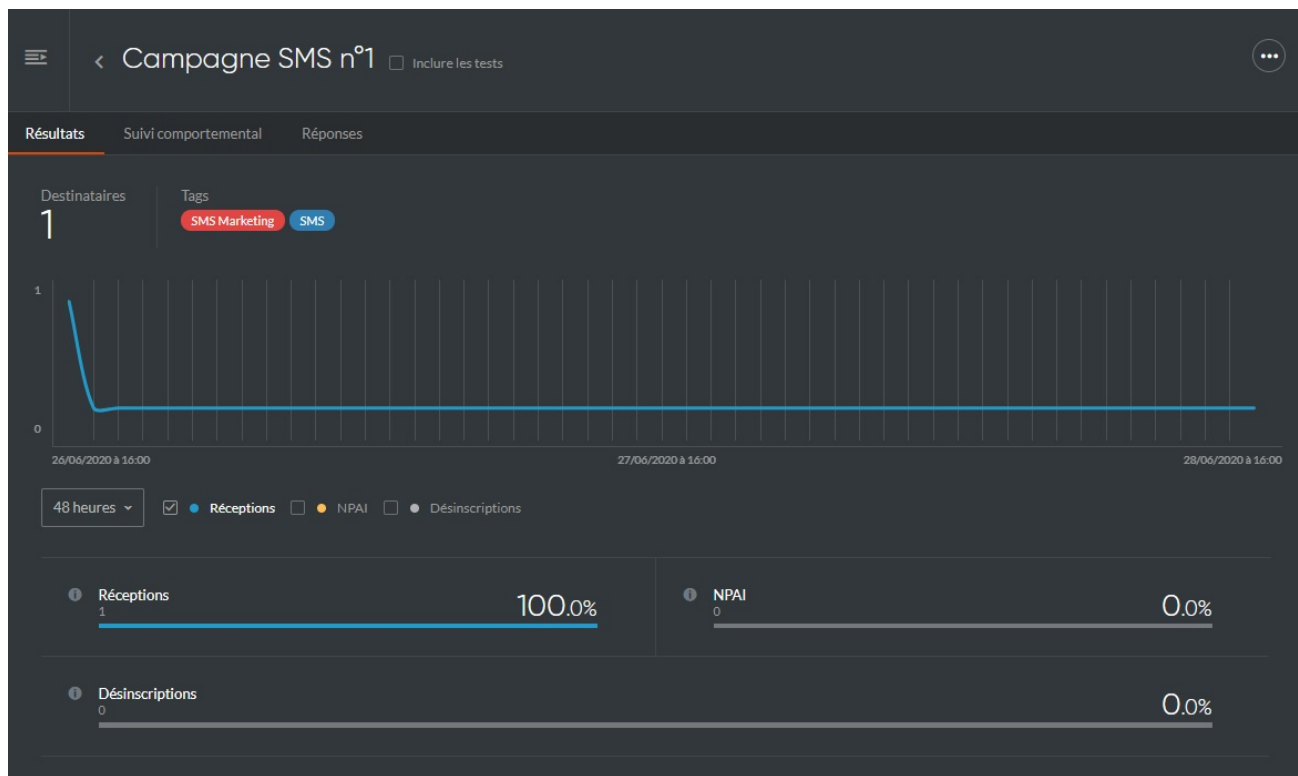 Campagne SMS n°1 Inclure les tests
Résultats Suivi comportemental Réponses
Destinataires Tags
1 SMS Marketing SMS
1
0
26/06/2020 à 16:00 27/06/2020 à 16:00 28/06/2020 à 16:00
48 heures Réceptions NPAI Désinscriptions
Réceptions
1
100.0%
NPAI
0
0.0%
Désinscriptions
0
0.0%